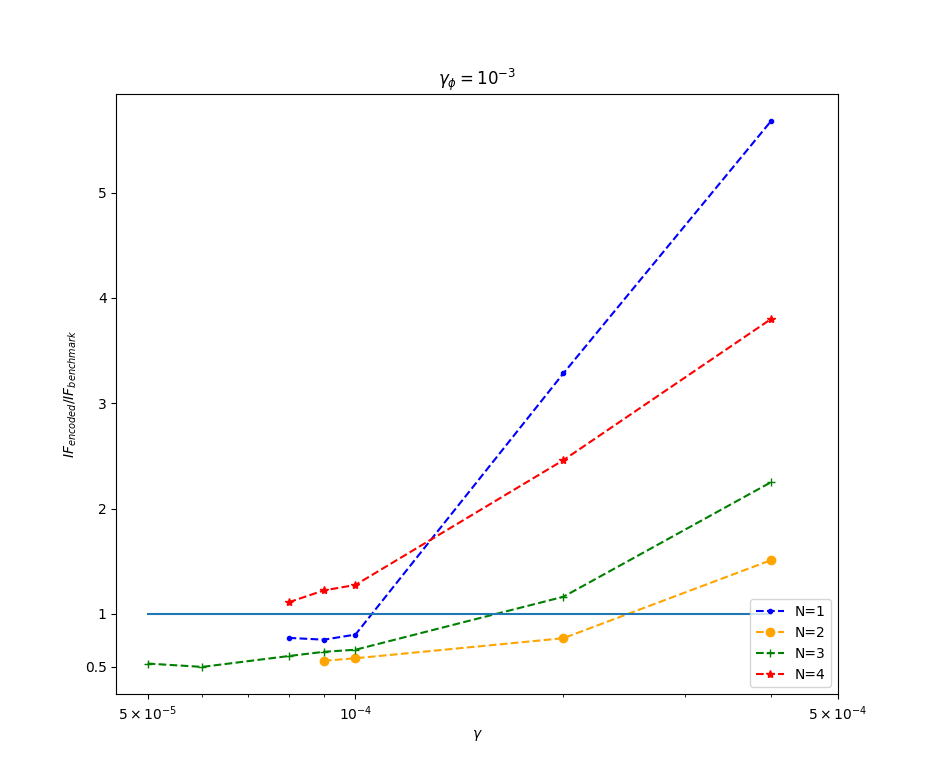 γ_ϕ = 10⁻³
IF_encoded/IF_benchmark
5
4
3
2
1
0.5
5 × 10⁻⁵
10⁻⁴
5 × 10⁻⁴
γ
N=1
N=2
N=3
N=4